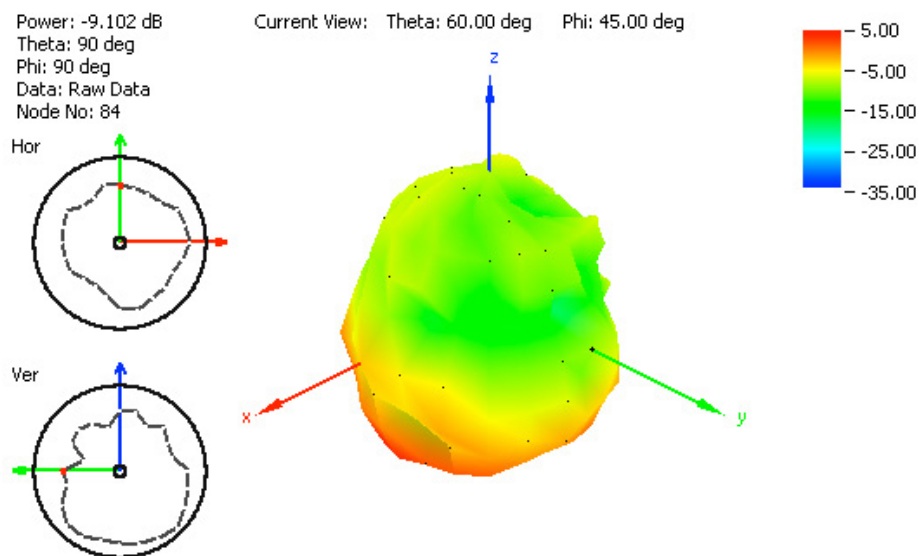 Power: -9.102 dB
Theta: 90 deg
Phi: 90 deg
Data: Raw Data
Node No: 84
Current View: Theta: 60.00 deg Phi: 45.00 deg
5.00
-5.00
-15.00
-25.00
-35.00
Hor
Ver
z
x
y